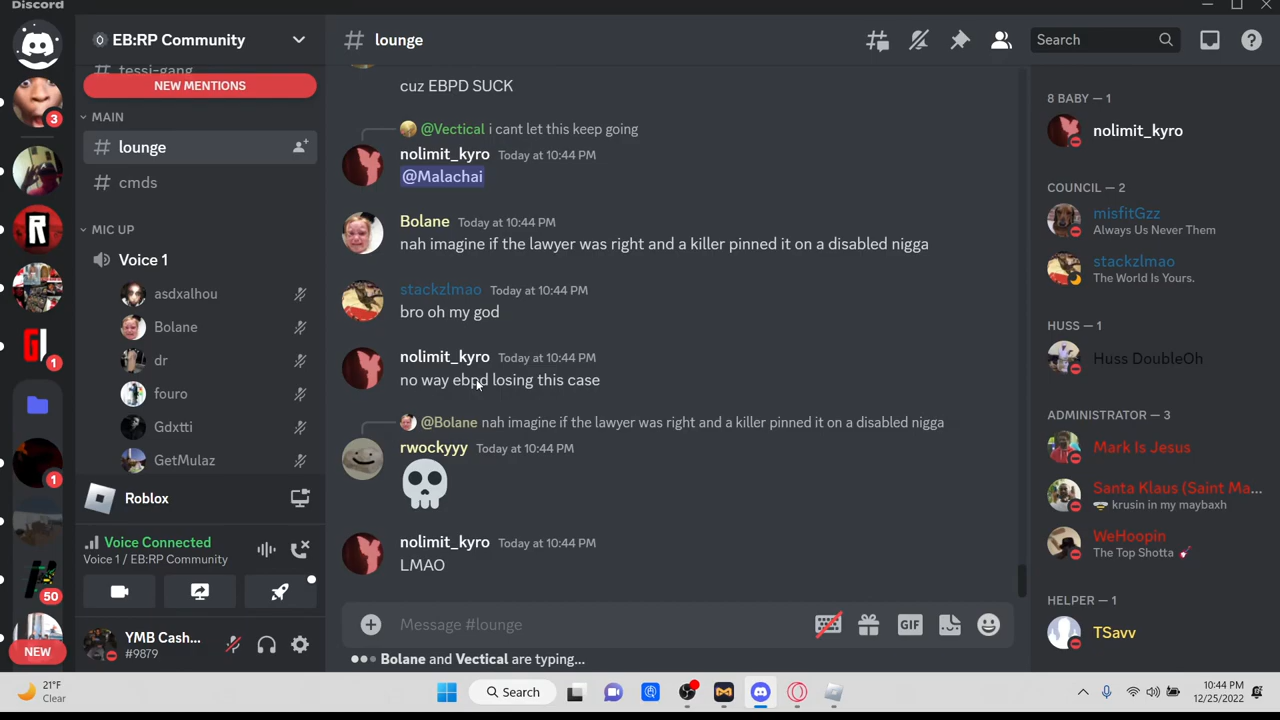 Discord
EB:RP Community
tessi-gang
NEW MENTIONS
MAIN
# lounge
# cmds
MIC UP
Voice 1
asdxalhou
Bolane
dr
fouro
Gdxtti
GetMulaz
Roblox
Voice Connected
Voice 1 / EB:RP Community
YMB Cash...
#9879
3
1
1
50
NEW
# lounge
Search
cuz EBPD SUCK
@Vectical i cant let this keep going
nolimit_kyro Today at 10:44 PM
@Malachai
Bolane Today at 10:44 PM
nah imagine if the lawyer was right and a killer pinned it on a disabled nigga
stackzlmao Today at 10:44 PM
bro oh my god
nolimit_kyro Today at 10:44 PM
no way ebpd losing this case
@Bolane nah imagine if the lawyer was right and a killer pinned it on a disabled nigga
rwockyyy Today at 10:44 PM
nolimit_kyro Today at 10:44 PM
LMAO
Message #lounge
GIF
Bolane and Vectical are typing...
8 BABY — 1
nolimit_kyro
COUNCIL — 2
misfitGzz
Always Us Never Them
stackzlmao
The World Is Yours.
HUSS — 1
Huss DoubleOh
ADMINISTRATOR — 3
Mark Is Jesus
Santa Klaus (Saint Ma...
krusin in my maybaxh
WeHoopin
The Top Shotta
HELPER — 1
TSavv
21°F
Clear
Search
10:44 PM
12/25/2022